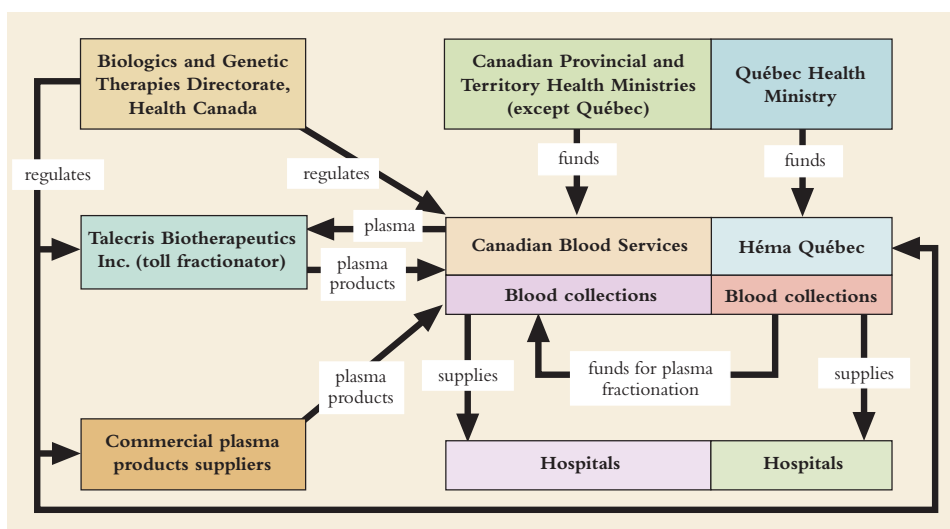 Biologics and Genetic
Therapies Directorate,
Health Canada
Canadian Provincial and
Territory Health Ministries
(except Québec)
Québec Health
Ministry
regulates
regulates
funds
funds
Talecris Biotherapeutics
Inc. (toll fractionator)
plasma
plasma
products
Canadian Blood Services
Héma Québec
Blood collections
Blood collections
plasma
products
supplies
funds for plasma
fractionation
supplies
Commercial plasma
products suppliers
Hospitals
Hospitals